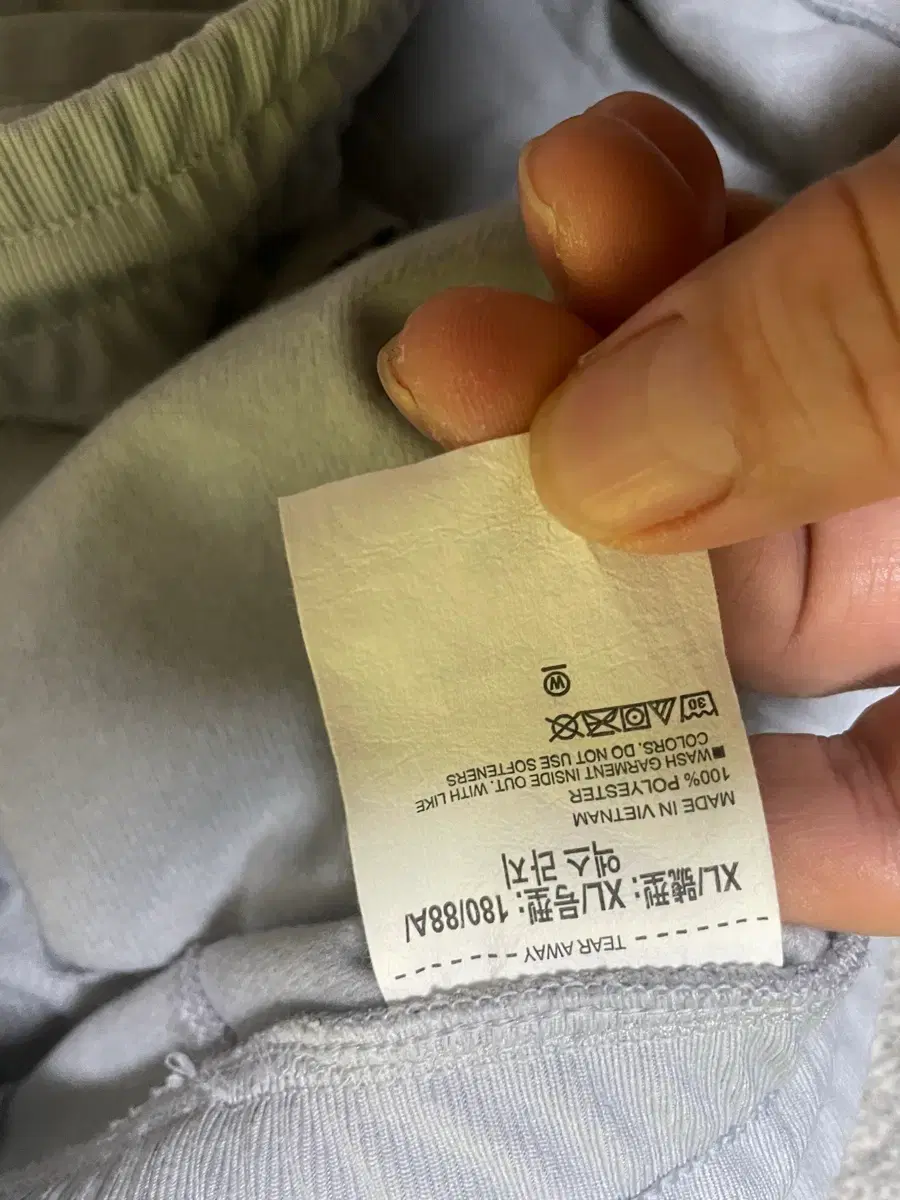 TEAR AWAY
XL/號型: XL/号型: 180/88A/
엑스 라지
MADE IN VIETNAM
100% POLYESTER
■WASH GARMENT INSIDE OUT. WITH LIKE
COLORS. DO NOT USE SOFTENERS
30
W